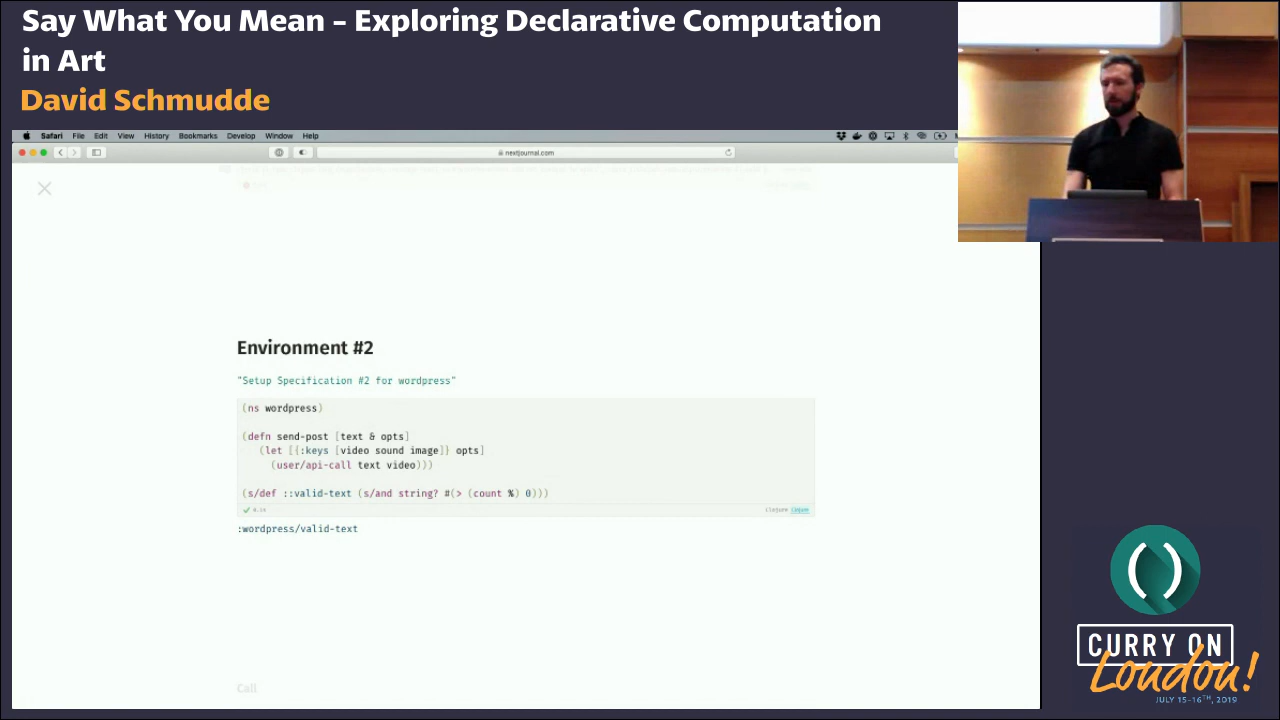 Say What You Mean – Exploring Declarative Computation
in Art
David Schmudde
Safari File Edit View History Bookmarks Develop Window Help
nextjournal.com
Environment #2
"Setup Specification #2 for wordpress"
(ns wordpress)
(defn send-post [text & opts]
(let [{:keys [video sound image]} opts]
(user/api-call text video)))
(s/def ::valid-text (s/and string? #(> (count %) 0)))
:wordpress/valid-text
Call
CURRY ON
London!
JULY 15-16TH, 2019